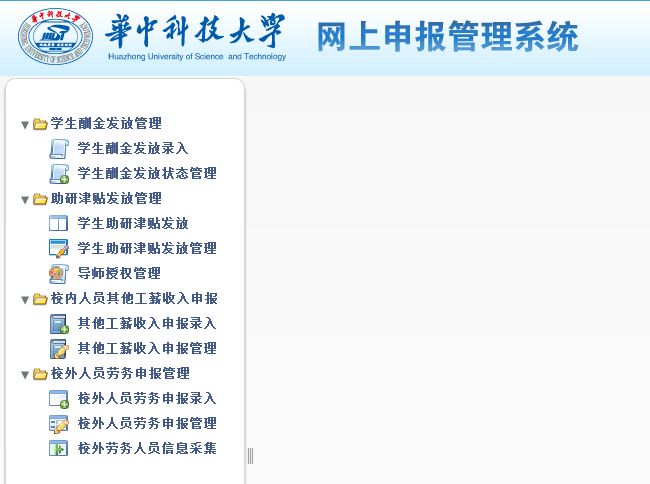 華中科技大学
Huazhong University of Science and Technology
网上申报管理系统
学生酬金发放管理
学生酬金发放录入
学生酬金发放状态管理
助研津贴发放管理
学生助研津贴发放
学生助研津贴发放管理
导师授权管理
校内人员其他工薪收入申报
其他工薪收入申报录入
其他工薪收入申报管理
校外人员劳务申报管理
校外人员劳务申报录入
校外人员劳务申报管理
校外劳务人员信息采集